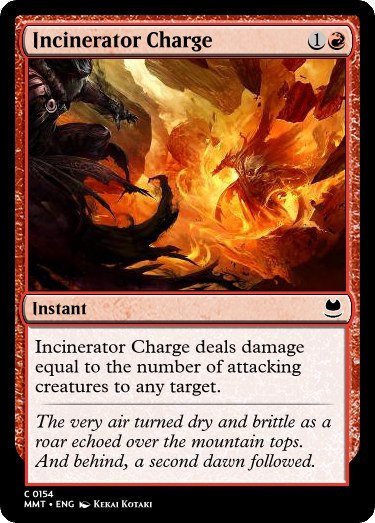 Incinerator Charge 1
Instant
Incinerator Charge deals damage
equal to the number of attacking
creatures to any target.
The very air turned dry and brittle as a
roar echoed over the mountain tops.
And behind, a second dawn followed.
C 0154
MMT • ENG Kekai Kotaki